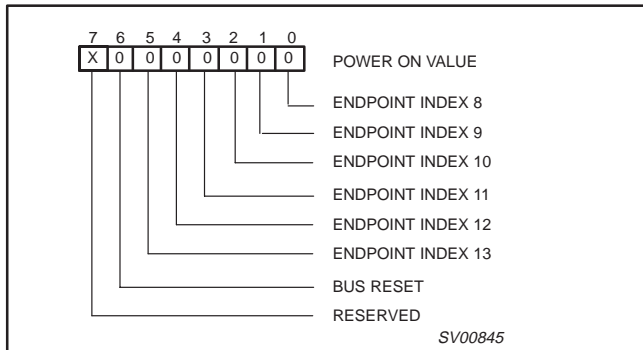 7 6 5 4 3 2 1 0
X 0 0 0 0 0 0 0 POWER ON VALUE
ENDPOINT INDEX 8
ENDPOINT INDEX 9
ENDPOINT INDEX 10
ENDPOINT INDEX 11
ENDPOINT INDEX 12
ENDPOINT INDEX 13
BUS RESET
RESERVED
SV00845